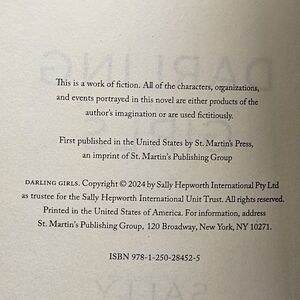 This is a work of fiction. All of the characters, organizations,
and events portrayed in this novel are either products of the
author's imagination or are used fictitiously.
First published in the United States by St. Martin's Press,
an imprint of St. Martin's Publishing Group
DARLING GIRLS. Copyright © 2024 by Sally Hepworth International Pty Ltd
as trustee for the Sally Hepworth International Unit Trust. All rights reserved.
Printed in the United States of America. For information, address
St. Martin's Publishing Group, 120 Broadway, New York, NY 10271.
ISBN 978-1-250-28452-5